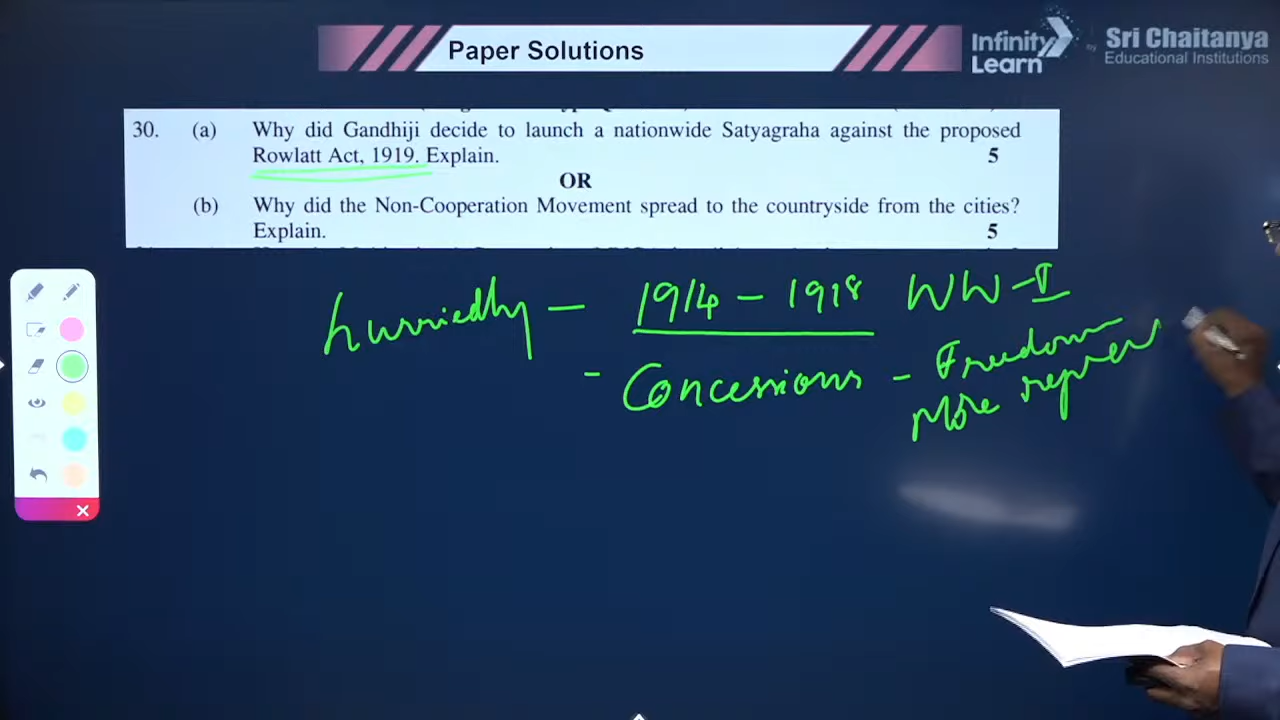 Paper Solutions
Infinity
Learn
by
Sri Chaitanya
Educational Institutions
30. (a) Why did Gandhiji decide to launch a nationwide Satyagraha against the proposed
Rowlatt Act, 1919. Explain. 5
OR
(b) Why did the Non-Cooperation Movement spread to the countryside from the cities?
Explain. 5
hurriedly – 1914 – 1918 WW – I
- Concessions – Freedom
More